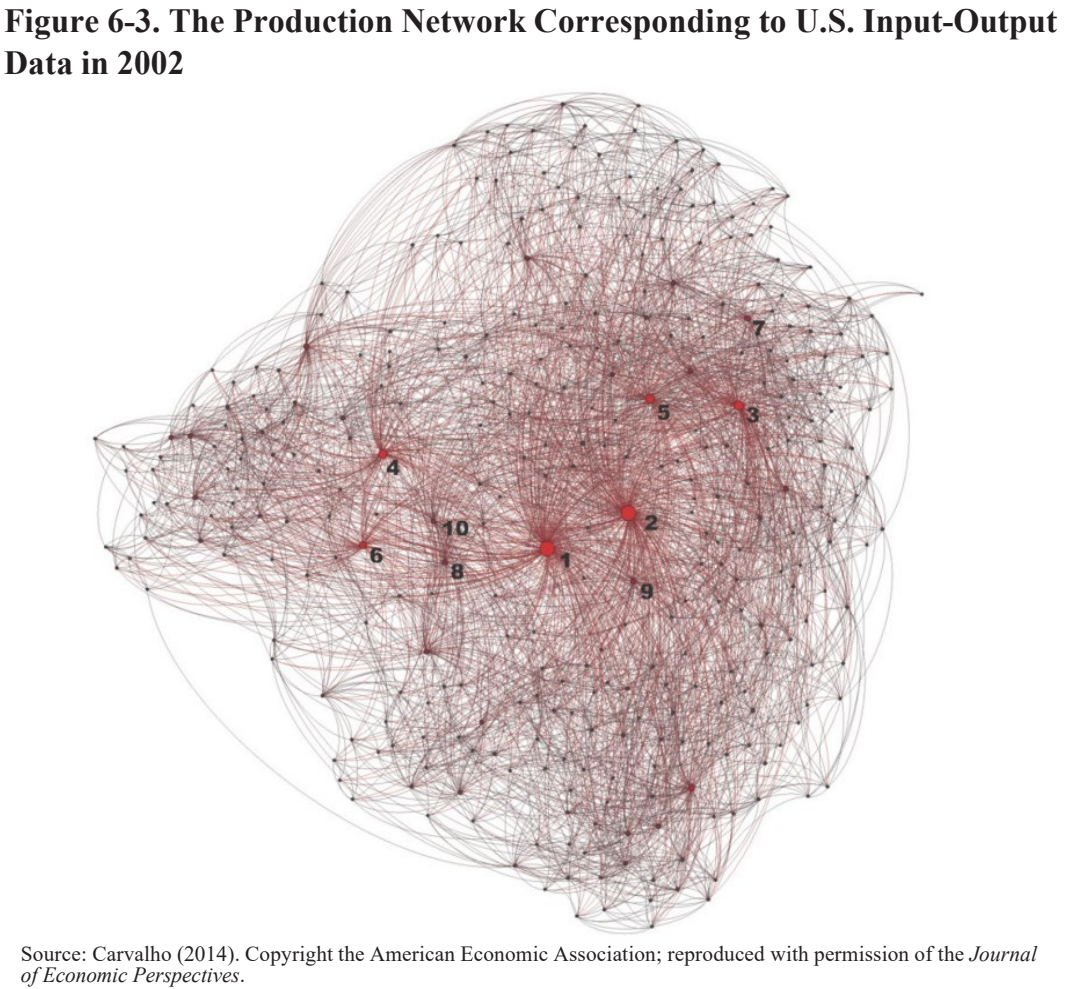 Figure 6-3. The Production Network Corresponding to U.S. Input-Output
Data in 2002
7
5
3
4
10
2
6
8
1
9
Source: Carvalho (2014). Copyright the American Economic Association; reproduced with permission of the Journal
of Economic Perspectives.